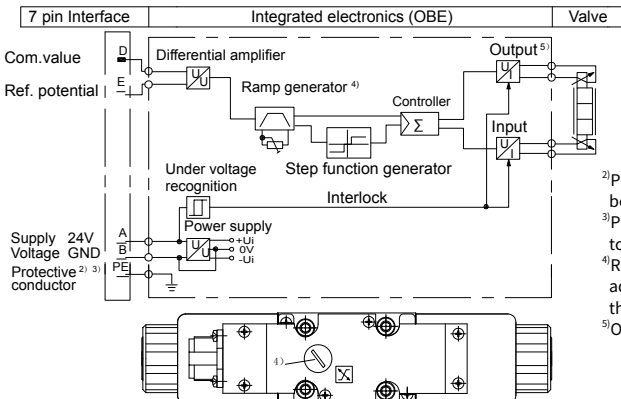 7 pin Interface Integrated electronics (OBE) Valve
Com.value D
Differential amplifier
Output 5)
Ref. potential E
U U
Ramp generator 4)
U I
Controller
Σ
Input
U I
Step function generator
Under voltage
recognition
Interlock
Power supply
Supply 24V A
Voltage GND B
U U
+Ui
0V
-Ui
Protective 2) 3) PE
conductor
2)P
be
3)P
to
4)R
ac
th
5)O
4)